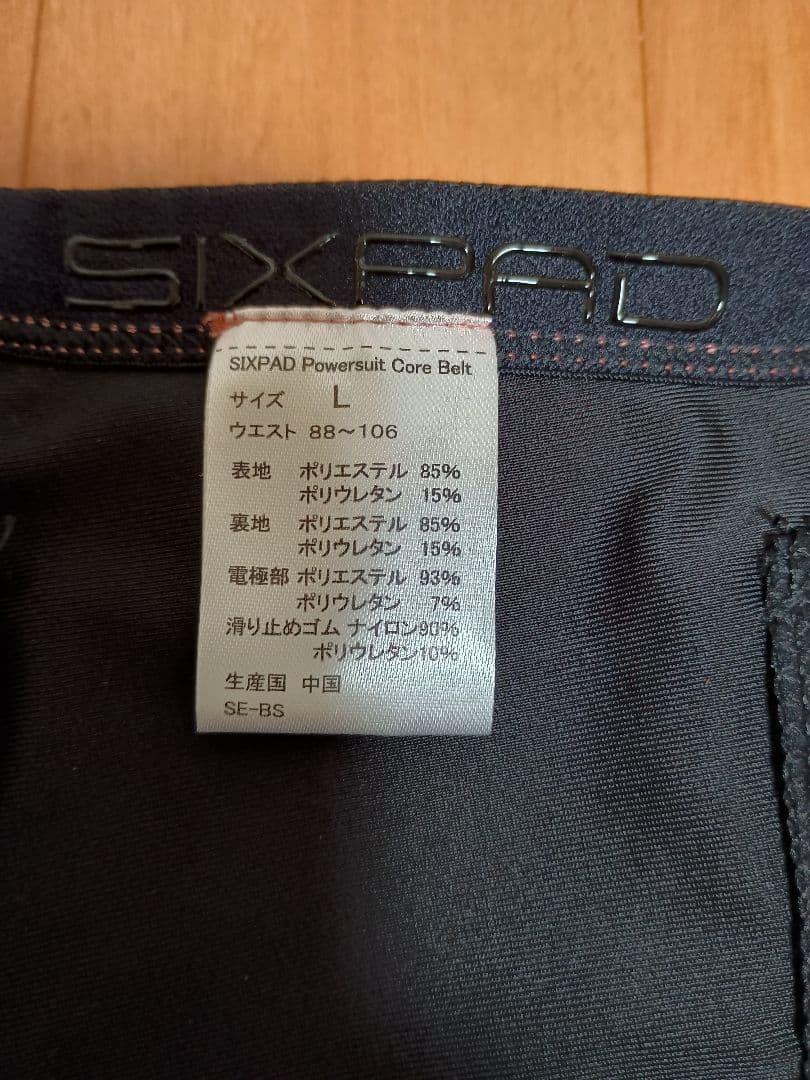 SIXPAD
SIXPAD Powersuit Core Belt
サイズ L
ウエスト 88～106
表地 ポリエステル 85%
ポリウレタン 15%
裏地 ポリエステル 85%
ポリウレタン 15%
電極部 ポリエステル 93%
ポリウレタン 7%
滑り止めゴム ナイロン90%
ポリウレタン10%
生産国 中国
SE-BS